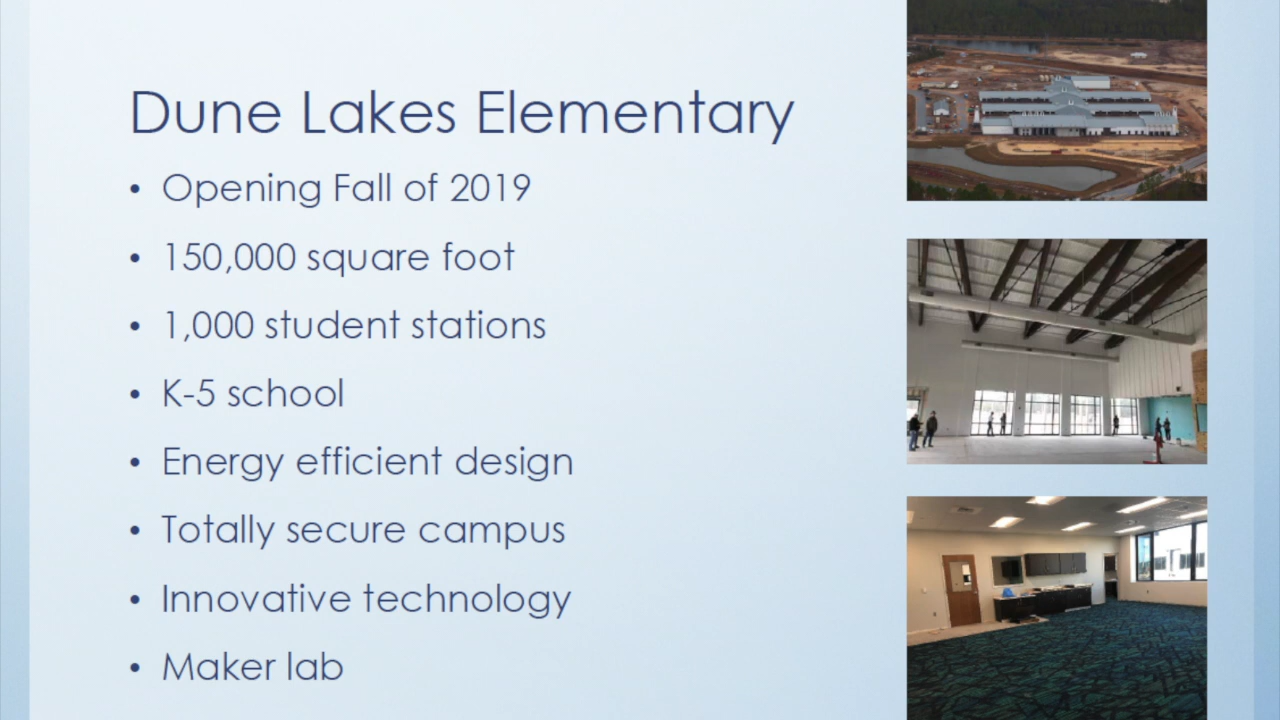 Dune Lakes Elementary
• Opening Fall of 2019
• 150,000 square foot
• 1,000 student stations
• K-5 school
• Energy efficient design
• Totally secure campus
• Innovative technology
• Maker lab